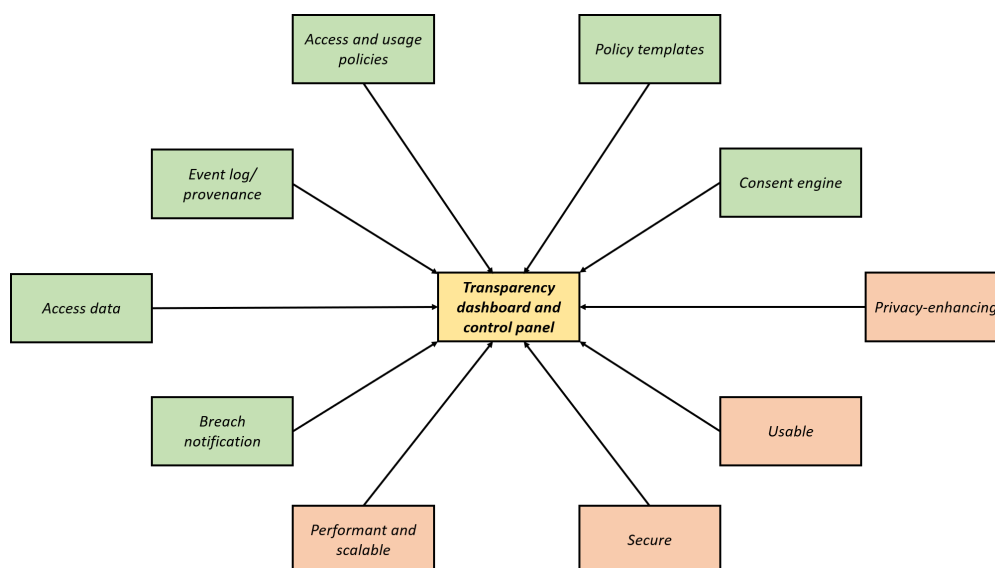 Access and usage
policies
Policy templates
Event log/
provenance
Consent engine
Access data
Transparency
dashboard and
control panel
Privacy-enhancing
Breach
notification
Usable
Performant and
scalable
Secure